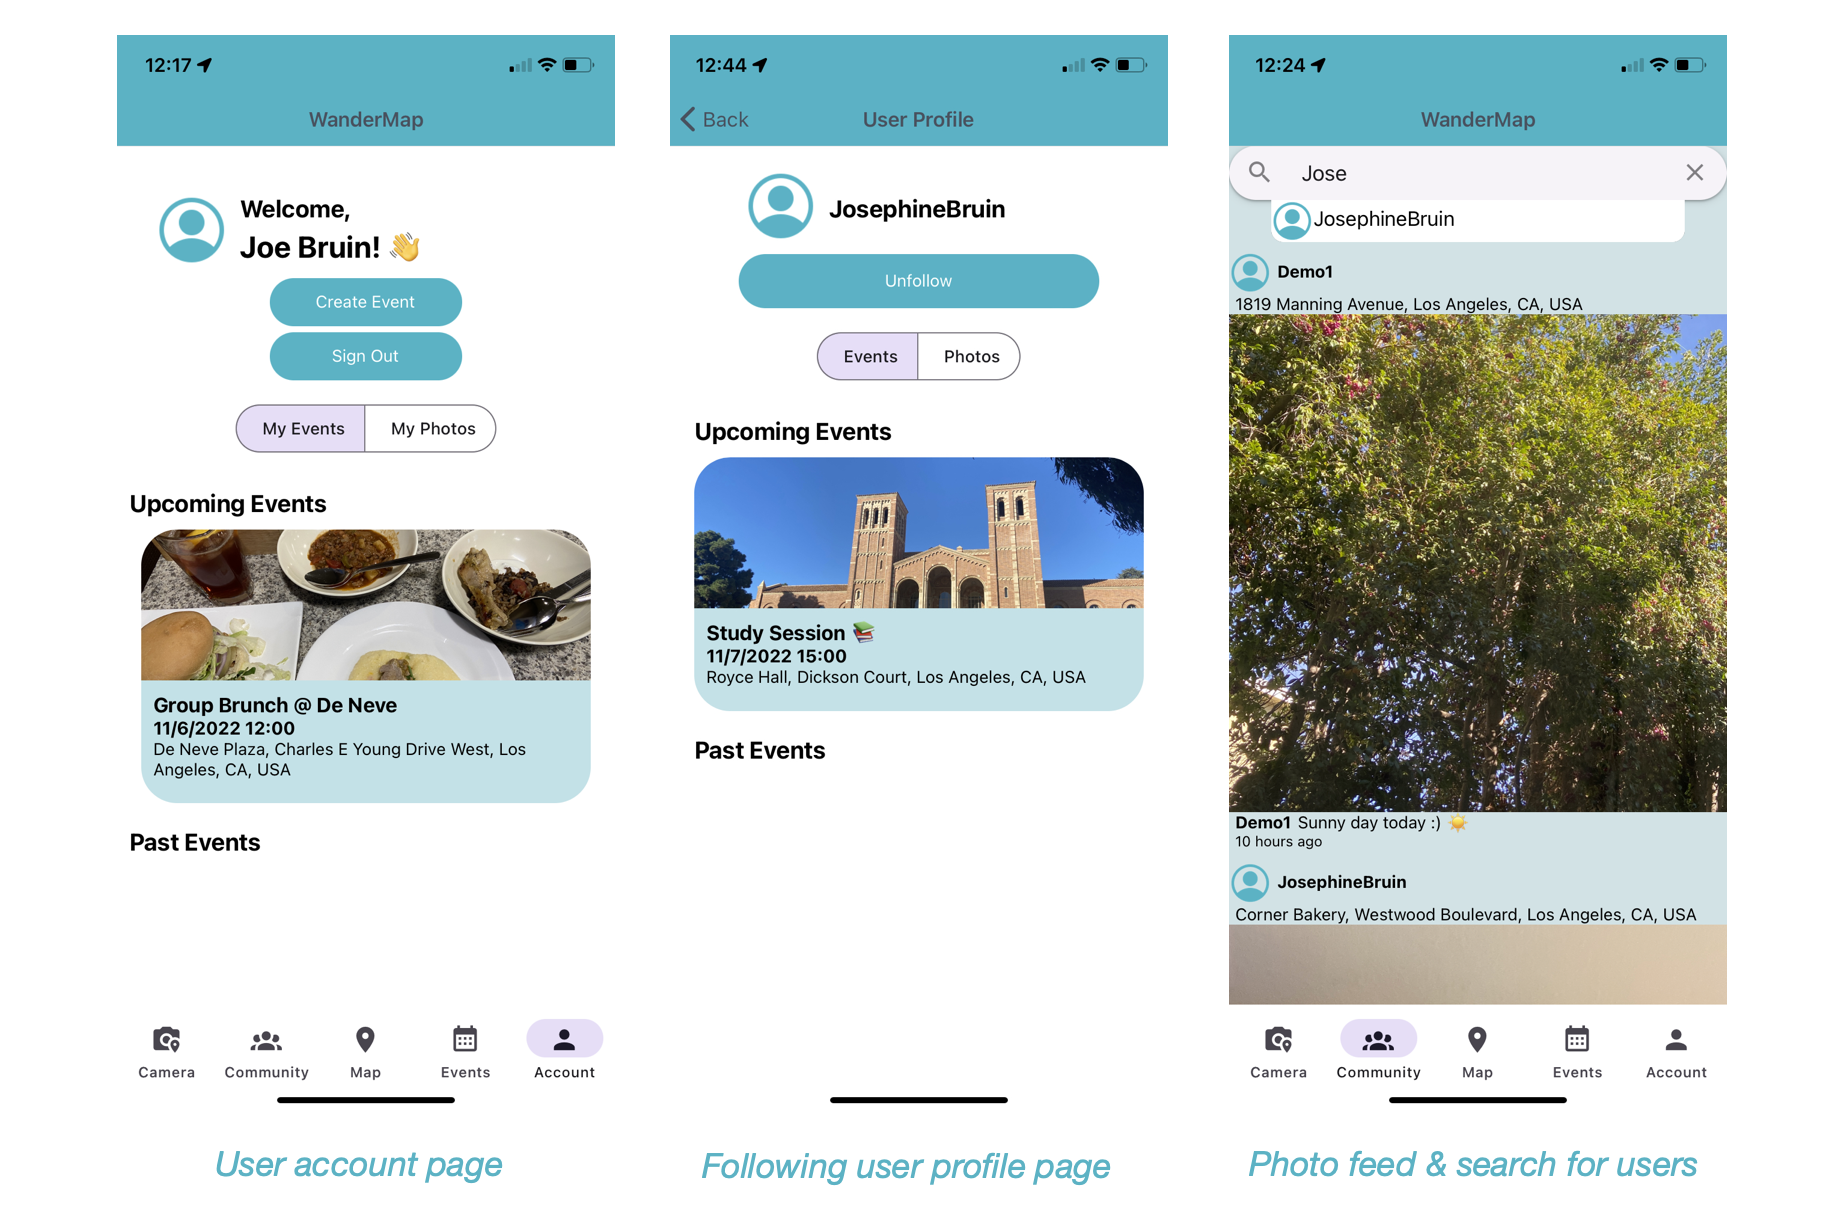 12:17
WanderMap
Welcome,
Joe Bruin! 👋
Create Event
Sign Out
My Events
My Photos
Upcoming Events
Group Brunch @ De Neve
11/6/2022 12:00
De Neve Plaza, Charles E Young Drive West, Los
Angeles, CA, USA
Past Events
Camera
Community
Map
Events
Account
User account page
12:44
Back
User Profile
JosephineBruin
Unfollow
Events
Photos
Upcoming Events
Study Session 📚
11/7/2022 15:00
Royce Hall, Dickson Court, Los Angeles, CA, USA
Past Events
Following user profile page
12:24
WanderMap
Jose
JosephineBruin
Demo1
1819 Manning Avenue, Los Angeles, CA, USA
Demo1 Sunny day today :) ☀️
10 hours ago
JosephineBruin
Corner Bakery, Westwood Boulevard, Los Angeles, CA, USA
Camera
Community
Map
Events
Account
Photo feed & search for users